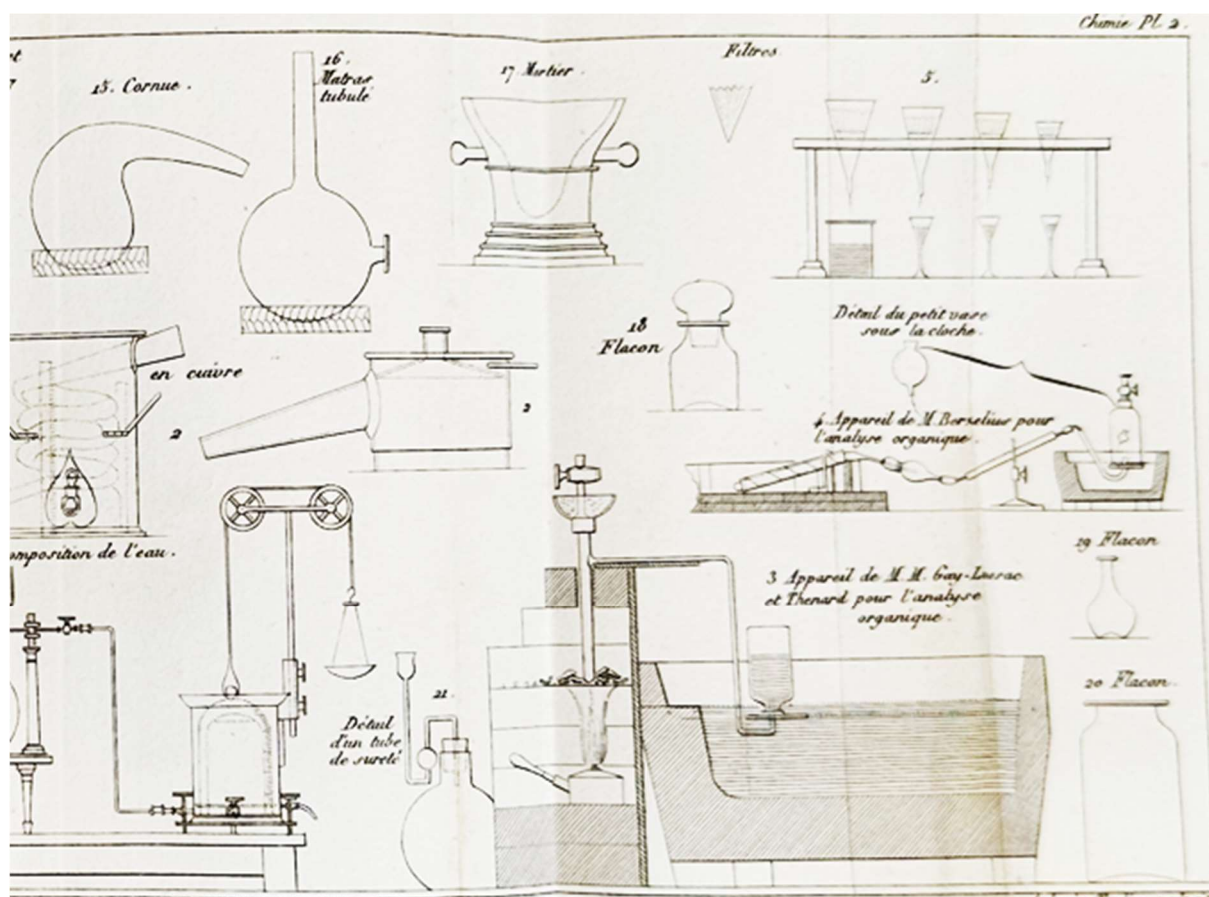 Chimie Pl. 2.
et
15. Cornue.
16.
Matras
tubulé
17. Mortier.
Filtres.
5.
18
Flacon
Détail du petit vase
sous la cloche.
en cuivre
2
2
4. Appareil de M. Berzelius pour
l'analyse organique.
omposition de l'eau.
19 Flacon
3 Appareil de M. M. Gay-Lussac
et Thenard pour l'analyse
organique.
20 Flacon.
21.
Détail
d'un tube
de sureté